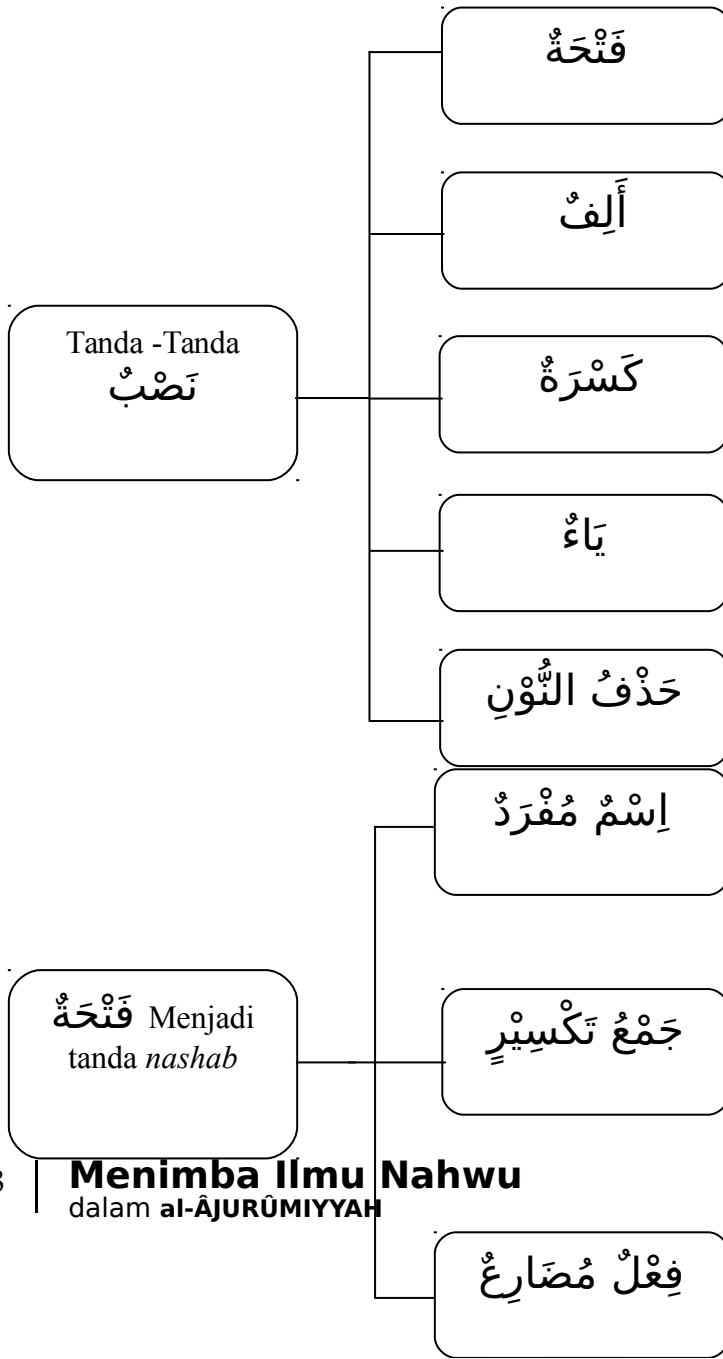 فَتْحَةٌ
أَلِفٌ
Tanda -Tanda
نَصْبٌ
كَسْرَةٌ
يَاءٌ
حَذْفُ النُّوْنِ
اِسْمٌ مُفْرَدٌ
فَتْحَةٌ Menjadi
tanda nashab
جَمْعُ تَكْسِيْرٍ
Menimba Ilmu Nahwu
dalam al-ÂJURÛMIYYAH
فِعْلٌ مُضَارِعٌ